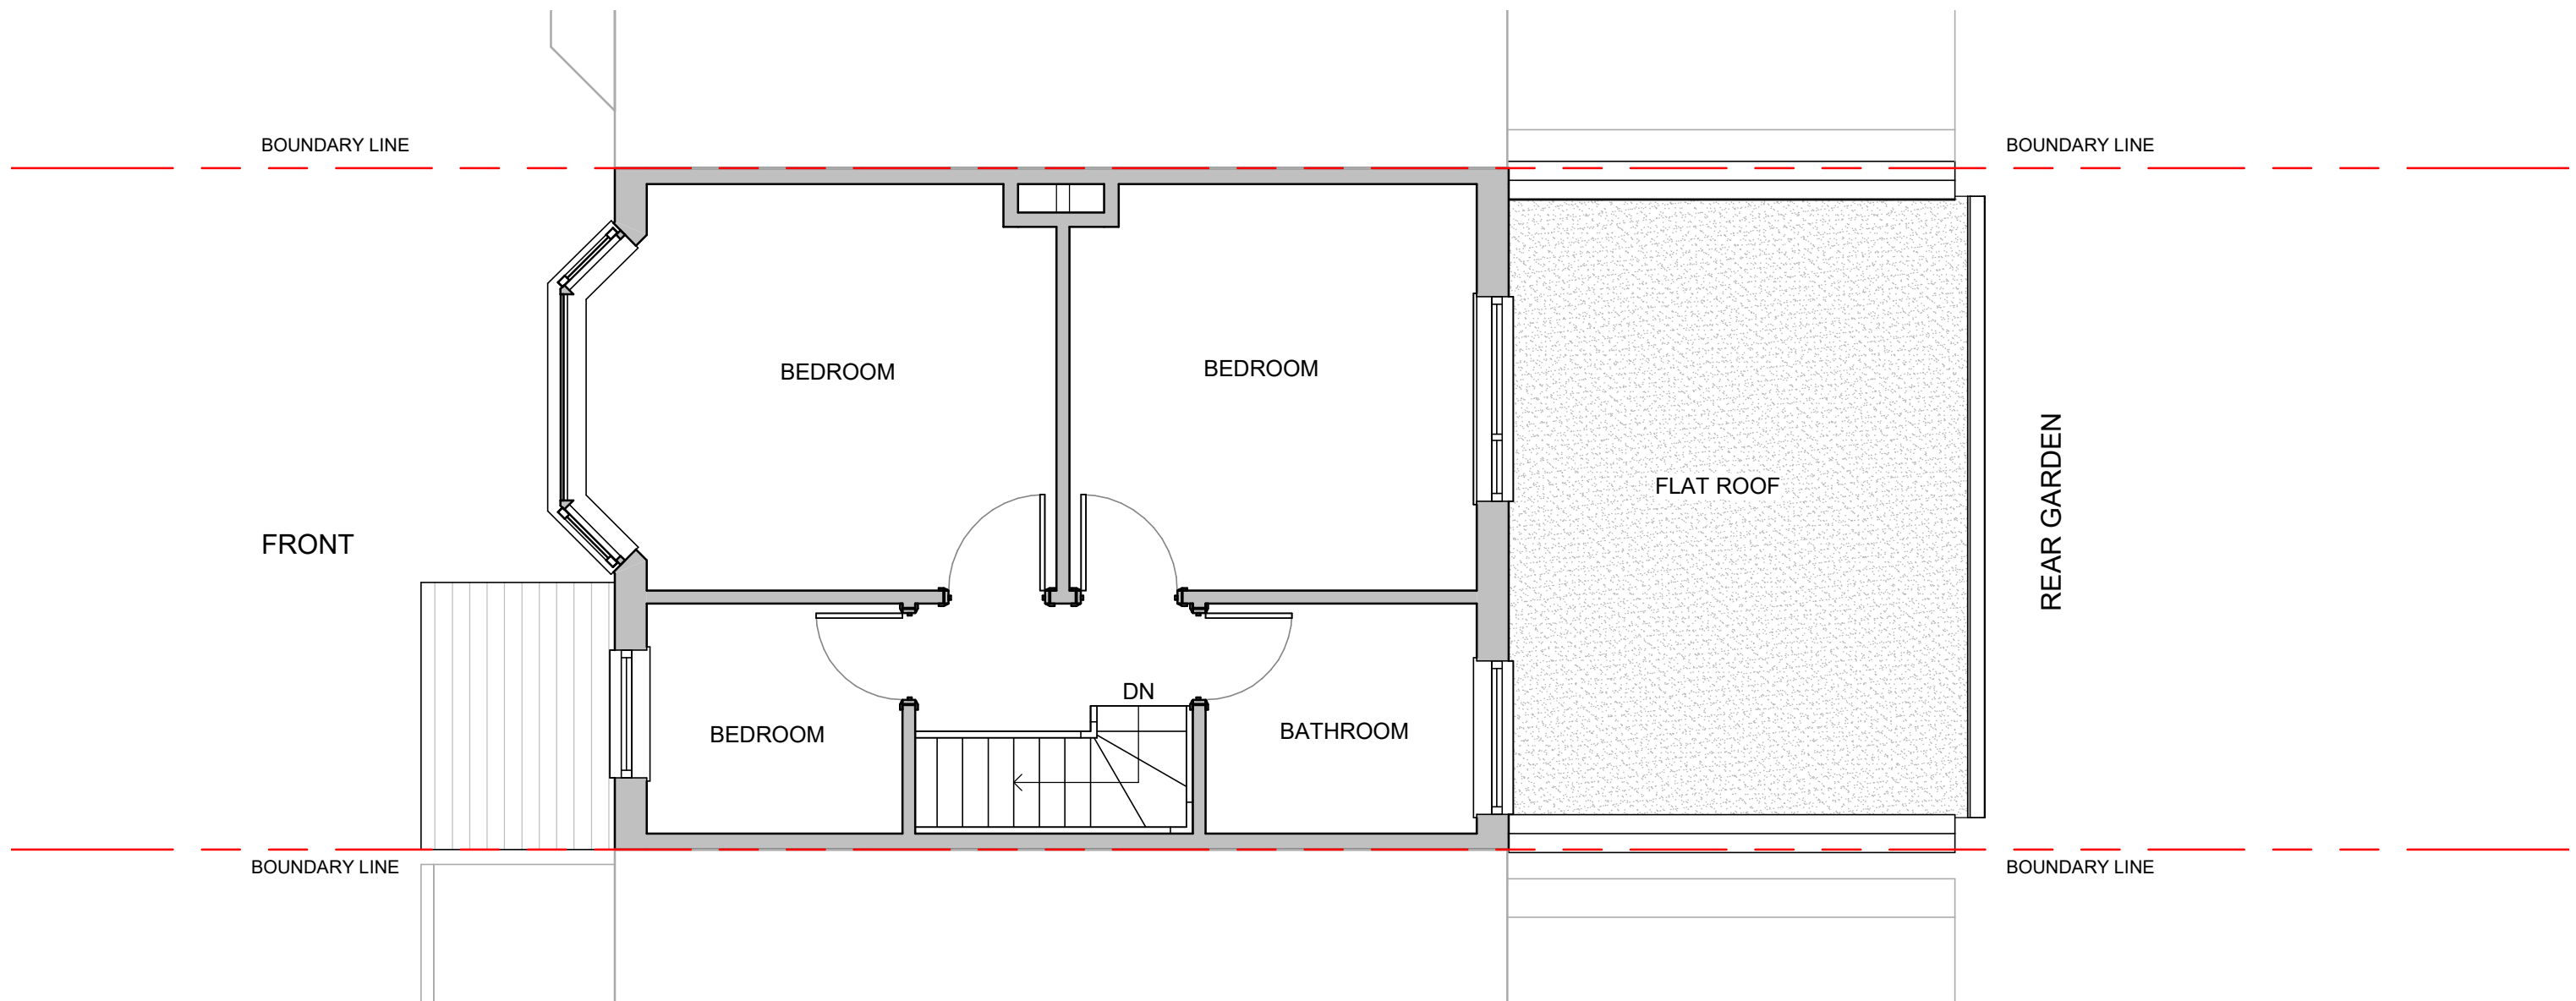 BOUNDARY LINE
BOUNDARY LINE
BEDROOM
BEDROOM
FLAT ROOF
REAR GARDEN
FRONT
DN
BEDROOM
BATHROOM
BOUNDARY LINE
BOUNDARY LINE